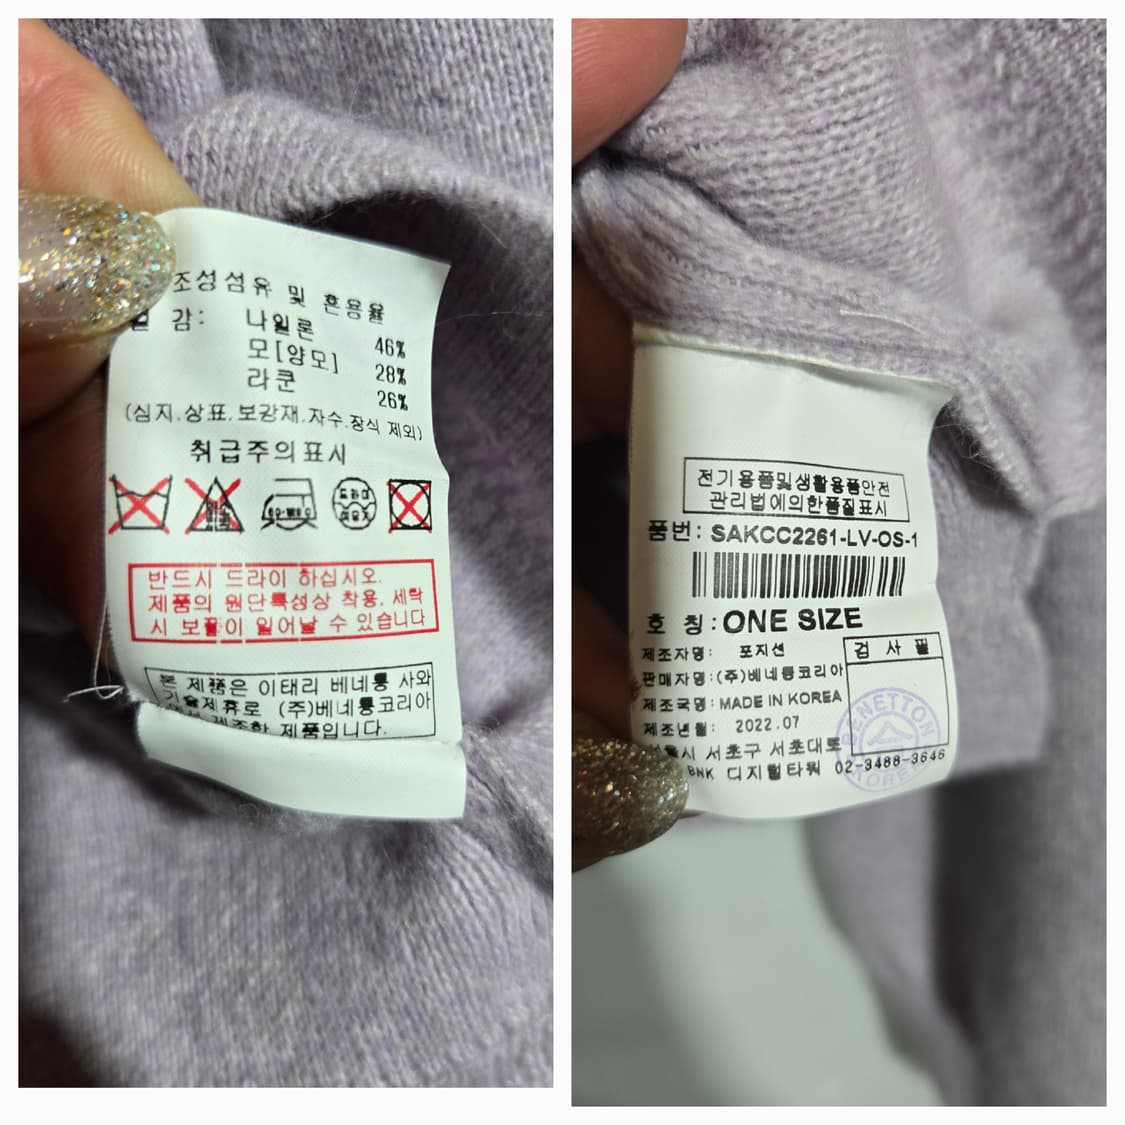 조성섬유 및 혼용율
감: 나일론 46%
모[양모] 28%
라쿤 26%
(심지.상표.보강재.자수.장식 제외)
취급주의표시
드라이
반드시 드라이 하십시오.
제품의 원단특성상 착용, 세탁
시 보풀이 일어날 수 있습니다
본 제품은 이태리 베네통 사와
기술제휴로 (주)베네통코리아
제조한 제품입니다.
전기용품및생활용품안전
관리법에의한품질표시
품번: SAKCC2261-LV-OS-1
호 칭: ONE SIZE
제조자명: 포지션
검 사 필
판매자명: (주)베네통코리아
제조국명: MADE IN KOREA
제조년월: 2022.07
서초구 서초대로
BNK 디지털타워 02-3488-3646
BENETTON
KOREA